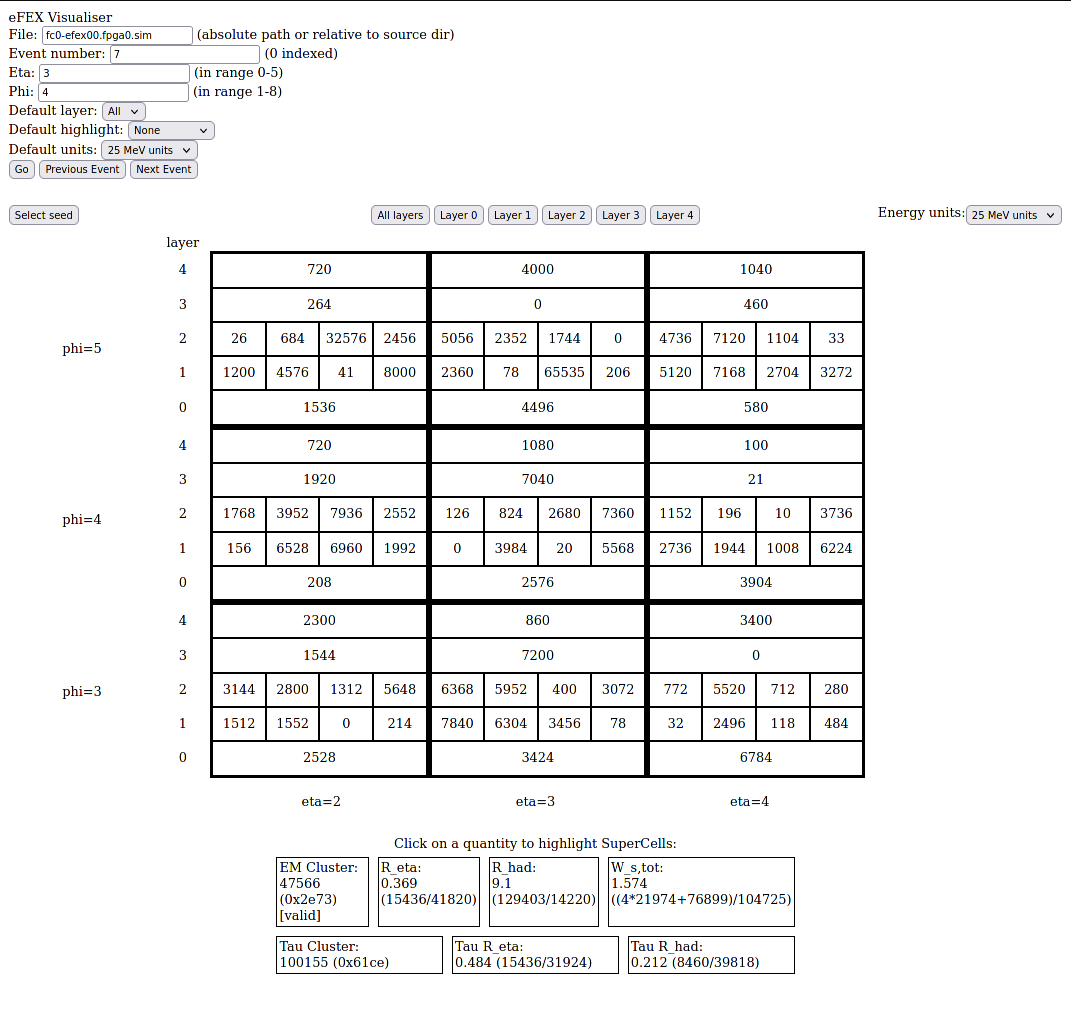 eFEX Visualiser
File: fc0-efex00.fpga0.sim (absolute path or relative to source dir)
Event number: 7 (0 indexed)
Eta: 3 (in range 0-5)
Phi: 4 (in range 1-8)
Default layer: All
Default highlight: None
Default units: 25 MeV units
Go Previous Event Next Event
Select seed All layers Layer 0 Layer 1 Layer 2 Layer 3 Layer 4 Energy units: 25 MeV units
layer
4 720 4000 1040
3 264 0 460
2 26 684 32576 2456 5056 2352 1744 0 4736 7120 1104 33
phi=5
1 1200 4576 41 8000 2360 78 65535 206 5120 7168 2704 3272
0 1536 4496 580
4 720 1080 100
3 1920 7040 21
2 1768 3952 7936 2552 126 824 2680 7360 1152 196 10 3736
phi=4
1 156 6528 6960 1992 0 3984 20 5568 2736 1944 1008 6224
0 208 2576 3904
4 2300 860 3400
3 1544 7200 0
2 3144 2800 1312 5648 6368 5952 400 3072 772 5520 712 280
phi=3
1 1512 1552 0 214 7840 6304 3456 78 32 2496 118 484
0 2528 3424 6784
eta=2 eta=3 eta=4
Click on a quantity to highlight SuperCells:
EM Cluster:
47566
(0x2e73)
[valid]
R_eta:
0.369
(15436/41820)
R_had:
9.1
(129403/14220)
W_s,tot:
1.574
((4*21974+76899)/104725)
Tau Cluster:
100155 (0x61ce)
Tau R_eta:
0.484 (15436/31924)
Tau R_had:
0.212 (8460/39818)